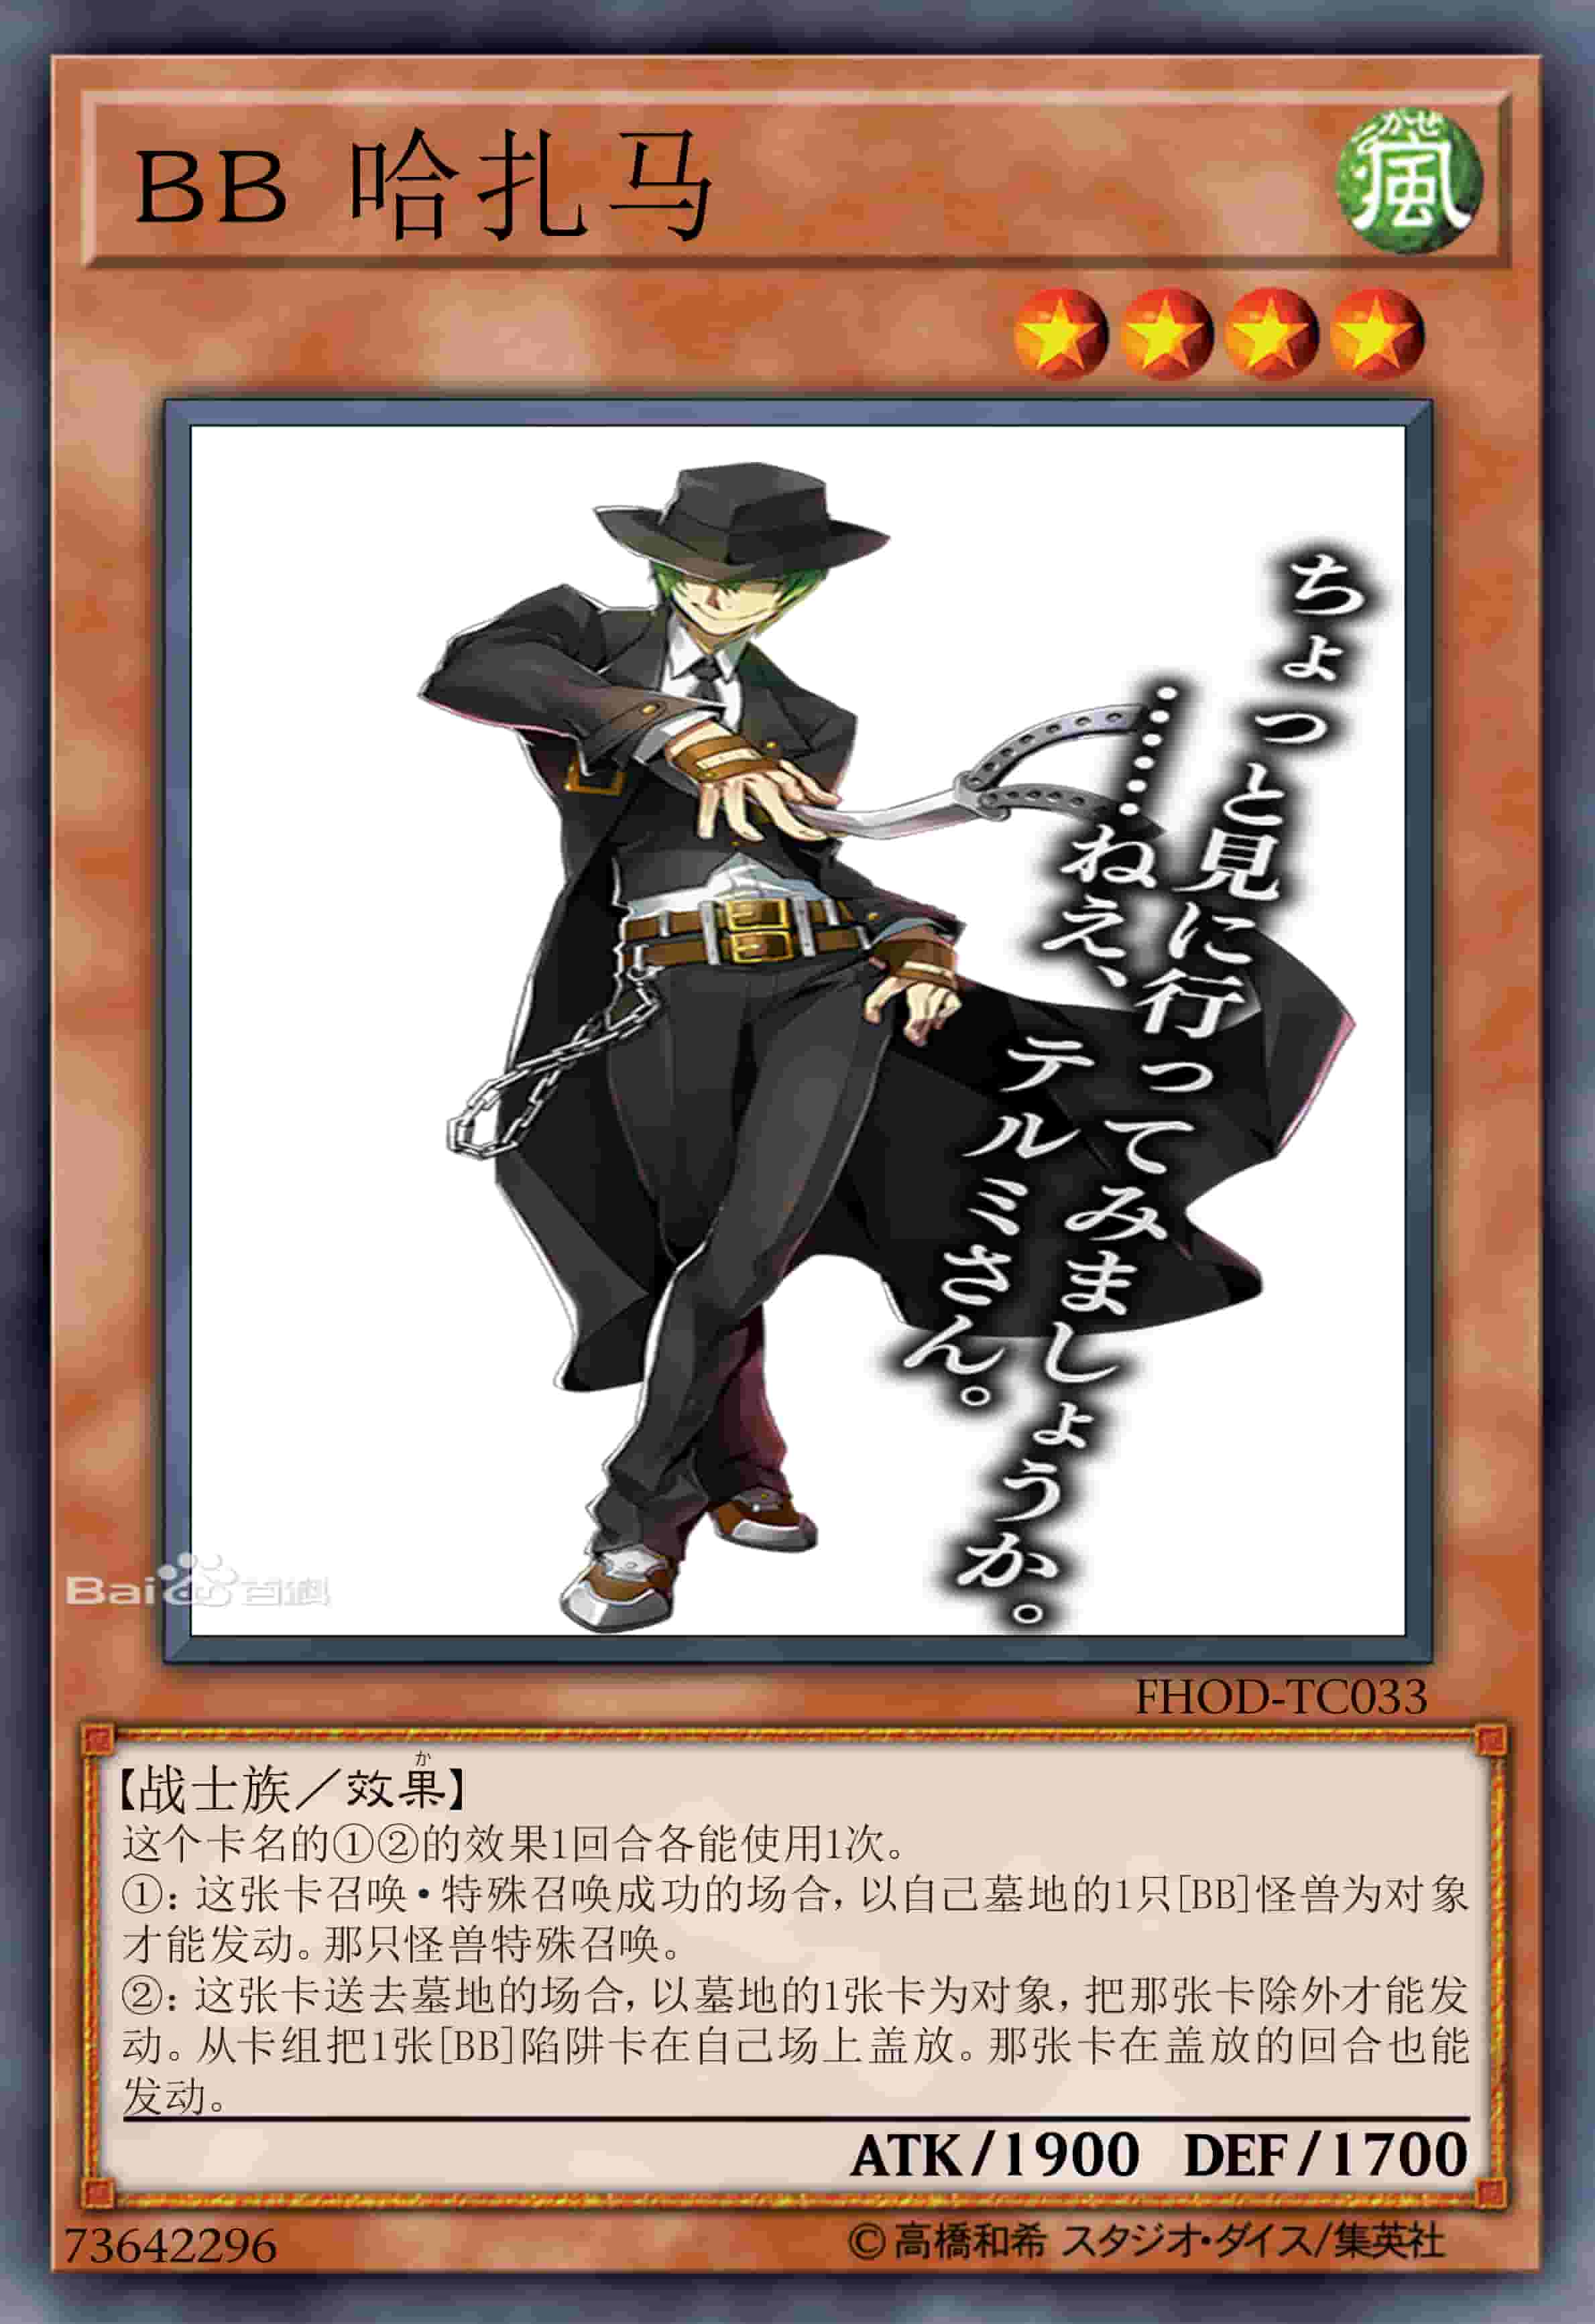 BB 哈扎马
かぜ
風
ちょっと見に行ってみましょうか。
……ねえ、テルミさん。
Bai 百科
FHOD-TC033
か
【战士族／效果】
这个卡名的①②的效果1回合各能使用1次。
①：这张卡召唤·特殊召唤成功的场合，以自己墓地的1只[BB]怪兽为对象
才能发动。那只怪兽特殊召唤。
②：这张卡送去墓地的场合，以墓地的1张卡为对象，把那张卡除外才能发
动。从卡组把1张[BB]陷阱卡在自己场上盖放。那张卡在盖放的回合也能
发动。
ATK/1900 DEF/1700
73642296
©高橋和希 スタジオ·ダイス/集英社